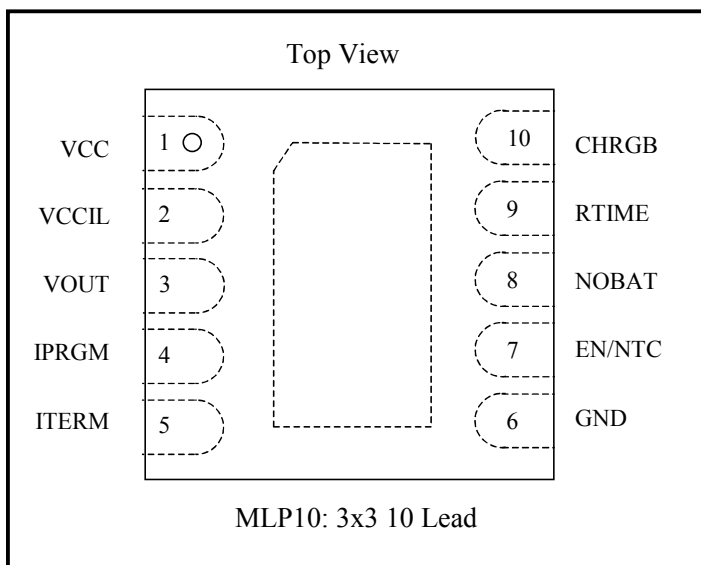 Top View
VCC 1 10 CHRGB
VCCIL 2 9 RTIME
VOUT 3 8 NOBAT
IPRGM 4 7 EN/NTC
ITERM 5 6 GND
MLP10: 3x3 10 Lead